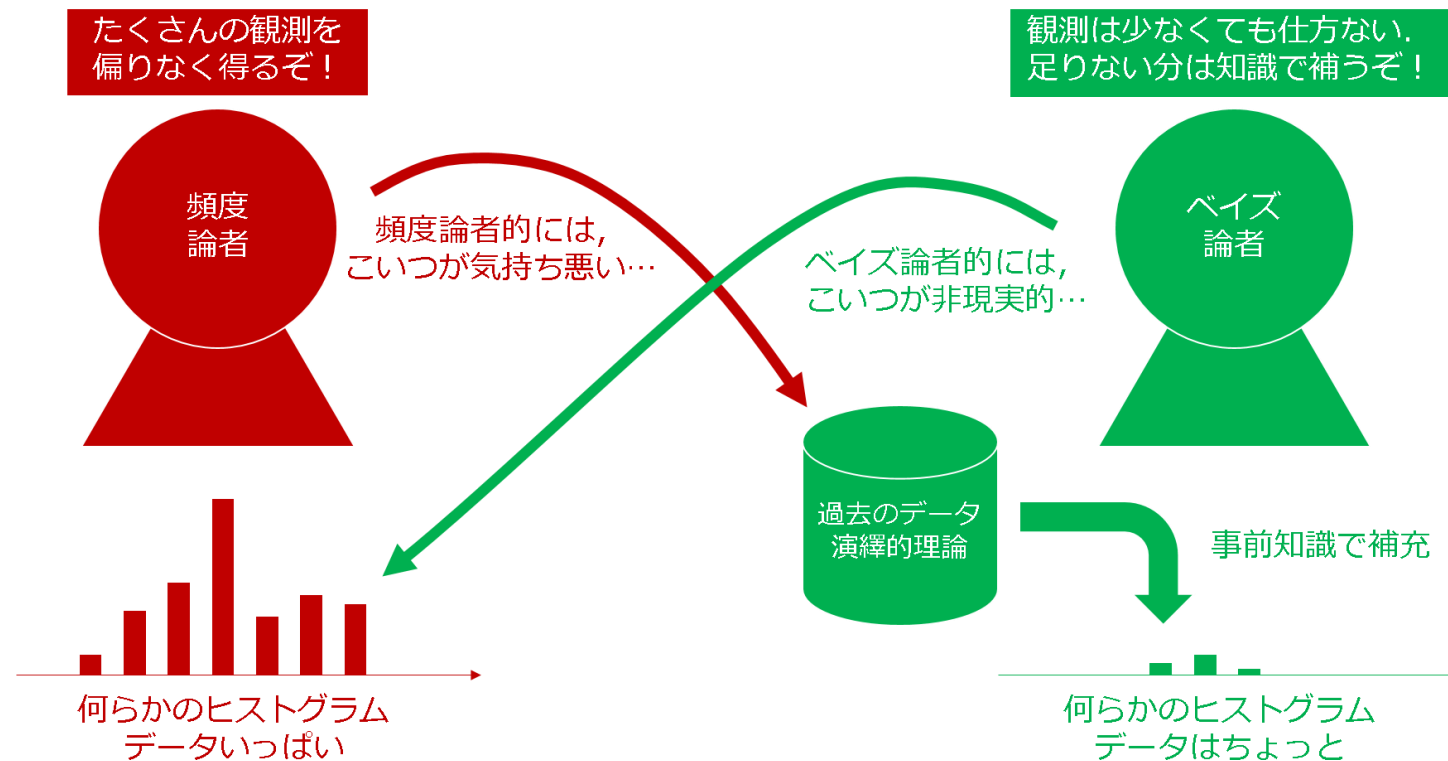 たくさんの観測を
偏りなく得るぞ！
観測は少なくても仕方ない.
足りない分は知識で補うぞ！
頻度
論者
ベイズ
論者
頻度論者的には,
こいつが気持ち悪い…
ベイズ論者的には,
こいつが非現実的…
過去のデータ
演繹的理論
事前知識で補充
何らかのヒストグラム
データいっぱい
何らかのヒストグラム
データはちょっと